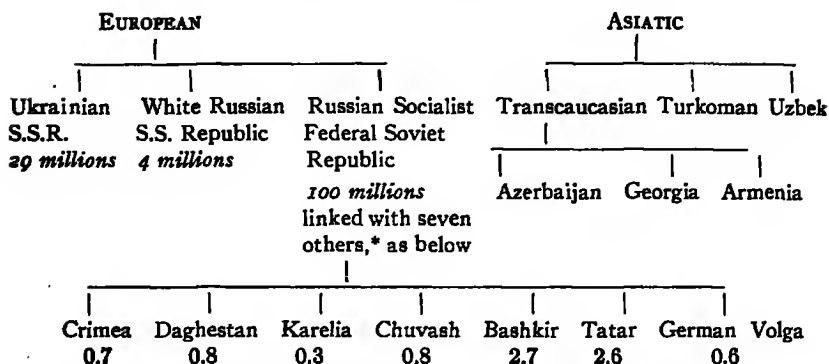 EUROPEAN ASIATIC
Ukrainian White Russian Russian Socialist Transcaucasian Turkoman Uzbek
S.S.R. S.S. Republic Federal Soviet
29 millions 4 millions Republic
Azerbaijan Georgia Armenia
100 millions
linked with seven
others,* as below
Crimea Daghestan Karelia Chuvash Bashkir Tatar German Volga
0.7 0.8 0.3 0.8 2.7 2.6 0.6